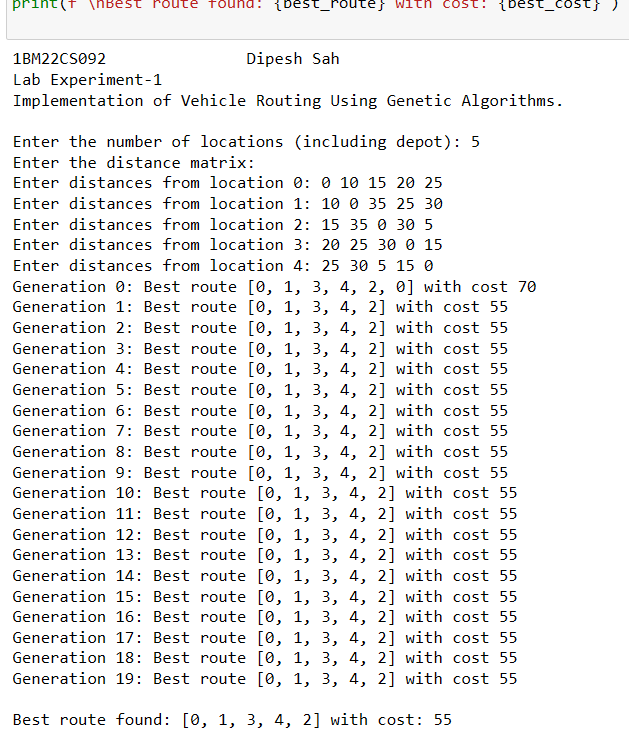 print(f"\nBest route found: {best_route} with cost: {best_cost}")
1BM22CS092 Dipesh Sah
Lab Experiment-1
Implementation of Vehicle Routing Using Genetic Algorithms.
Enter the number of locations (including depot): 5
Enter the distance matrix:
Enter distances from location 0: 0 10 15 20 25
Enter distances from location 1: 10 0 35 25 30
Enter distances from location 2: 15 35 0 30 5
Enter distances from location 3: 20 25 30 0 15
Enter distances from location 4: 25 30 5 15 0
Generation 0: Best route [0, 1, 3, 4, 2, 0] with cost 70
Generation 1: Best route [0, 1, 3, 4, 2] with cost 55
Generation 2: Best route [0, 1, 3, 4, 2] with cost 55
Generation 3: Best route [0, 1, 3, 4, 2] with cost 55
Generation 4: Best route [0, 1, 3, 4, 2] with cost 55
Generation 5: Best route [0, 1, 3, 4, 2] with cost 55
Generation 6: Best route [0, 1, 3, 4, 2] with cost 55
Generation 7: Best route [0, 1, 3, 4, 2] with cost 55
Generation 8: Best route [0, 1, 3, 4, 2] with cost 55
Generation 9: Best route [0, 1, 3, 4, 2] with cost 55
Generation 10: Best route [0, 1, 3, 4, 2] with cost 55
Generation 11: Best route [0, 1, 3, 4, 2] with cost 55
Generation 12: Best route [0, 1, 3, 4, 2] with cost 55
Generation 13: Best route [0, 1, 3, 4, 2] with cost 55
Generation 14: Best route [0, 1, 3, 4, 2] with cost 55
Generation 15: Best route [0, 1, 3, 4, 2] with cost 55
Generation 16: Best route [0, 1, 3, 4, 2] with cost 55
Generation 17: Best route [0, 1, 3, 4, 2] with cost 55
Generation 18: Best route [0, 1, 3, 4, 2] with cost 55
Generation 19: Best route [0, 1, 3, 4, 2] with cost 55
Best route found: [0, 1, 3, 4, 2] with cost: 55